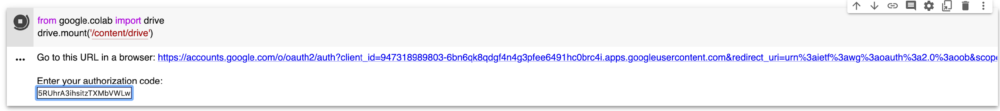 from google.colab import drive
drive.mount('/content/drive')
Go to this URL in a browser: https://accounts.google.com/o/oauth2/auth?client_id=947318989803-6bn6qk8qdgf4n4g3pfee6491hc0brc4i.apps.googleusercontent.com&redirect_uri=urn%3aietf%3awg%3aoauth%3a2.0%3aoob&scope
Enter your authorization code:
5RUhrA3ihsitzTXMbVWLw